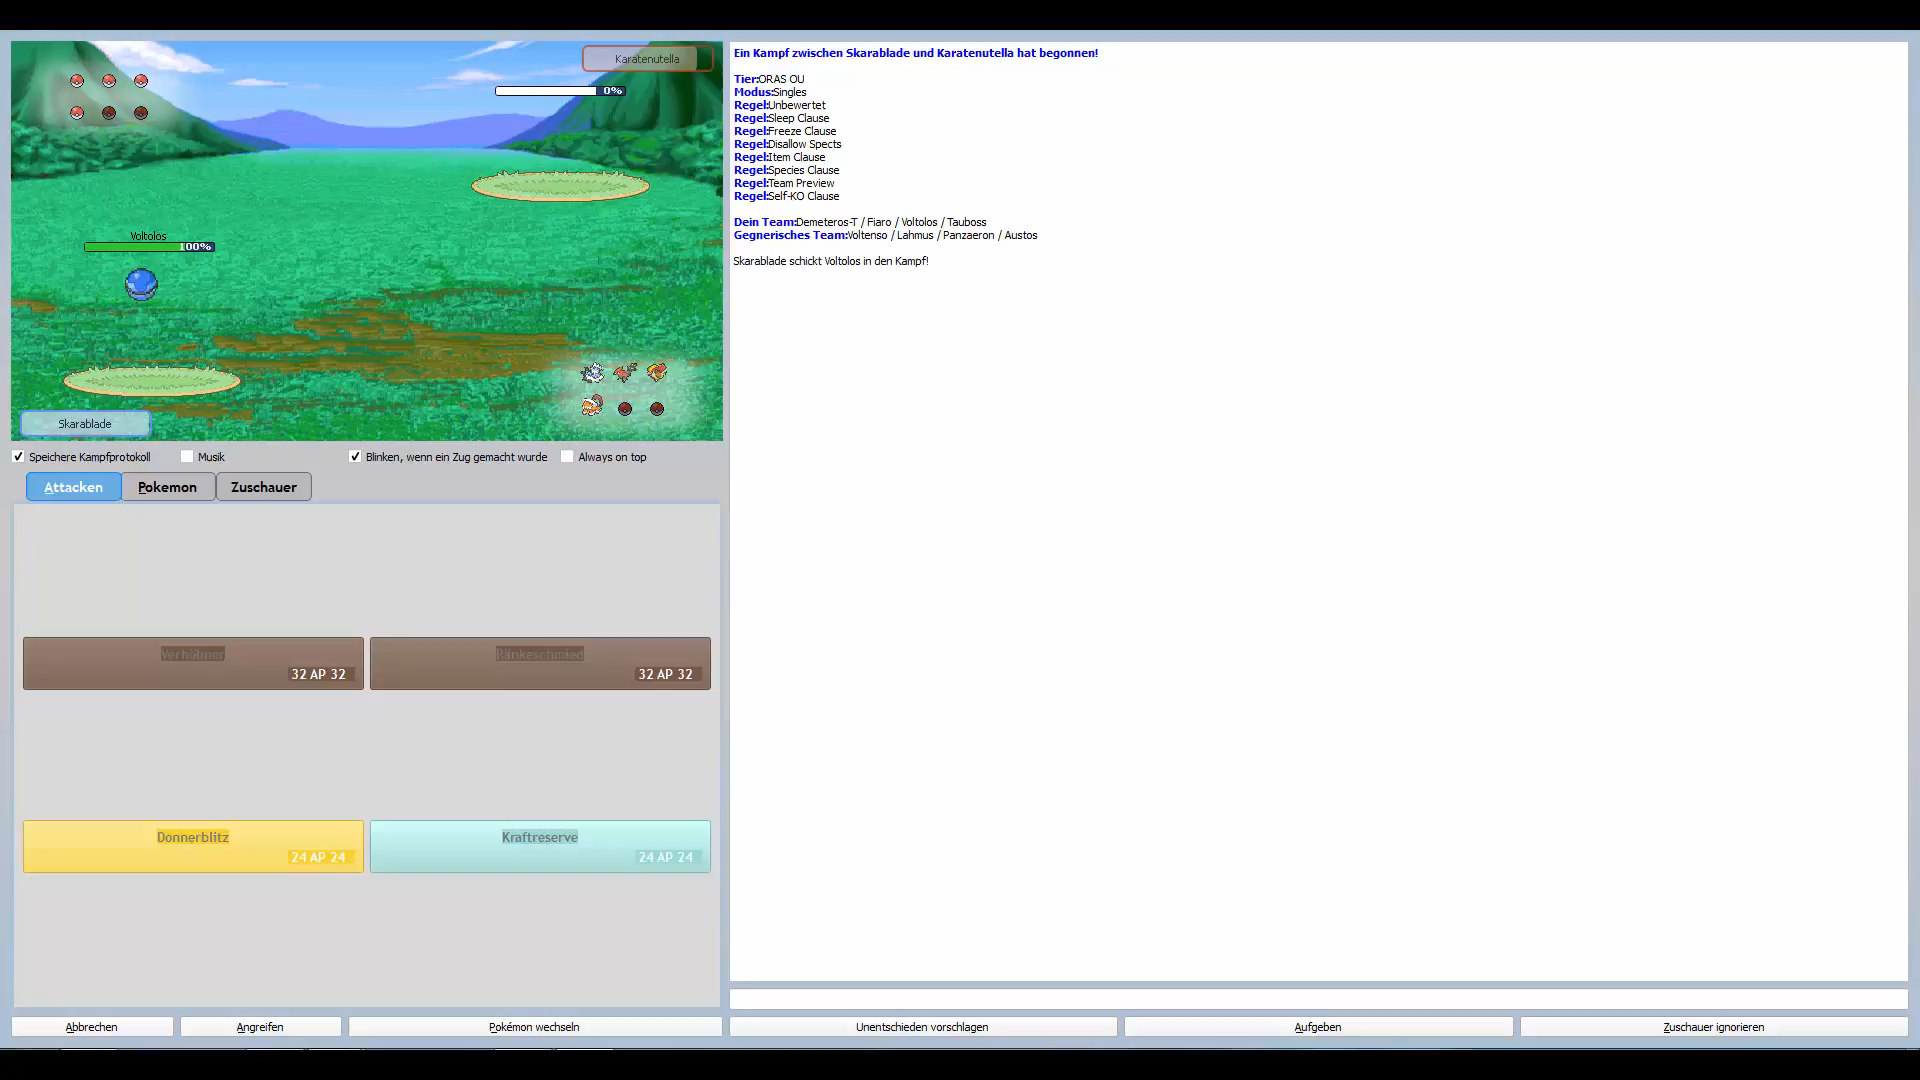 Karatenutella
0%
Voltolos
100%
Skarablade
Speichere Kampfprotokoll
Musik
Blinken, wenn ein Zug gemacht wurde
Always on top
Attacken
Pokemon
Zuschauer
Verhöhner
32 AP 32
Ränkeschmied
32 AP 32
Donnerblitz
24 AP 24
Kraftreserve
24 AP 24
Abbrechen
Angreifen
Pokémon wechseln
Ein Kampf zwischen Skarablade und Karatenutella hat begonnen!
Tier:ORAS OU
Modus:Singles
Regel:Unbewertet
Regel:Sleep Clause
Regel:Freeze Clause
Regel:Disallow Spects
Regel:Item Clause
Regel:Species Clause
Regel:Team Preview
Regel:Self-KO Clause
Dein Team:Demeteros-T / Fiaro / Voltolos / Tauboss
Gegnerisches Team:Voltenso / Lahmus / Panzaeron / Austos
Skarablade schickt Voltolos in den Kampf!
Unentschieden vorschlagen
Aufgeben
Zuschauer ignorieren